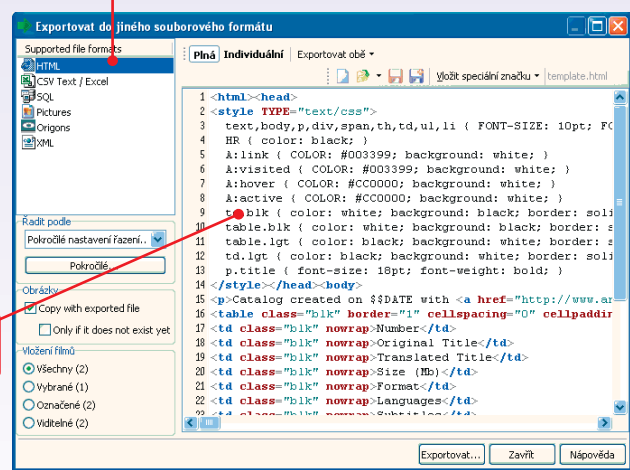 Exportovat do jiného souborového formátu
Supported file formats
HTML
CSV Text / Excel
SQL
Pictures
Origons
XML
Řadit podle
Pokročilé nastavení řazení..
Pokročilé..
Obrázky
Copy with exported file
Only if it does not exist yet
Vložení filmů
Všechny (2)
Vybrané (1)
Označené (2)
Viditelné (2)
Plná Individuální Exportovat obě
Vložit speciální značku template.html
1 <html><head>
2 <style TYPE="text/css">
3 text,body,p,div,span,th,td,ul,li { FONT-SIZE: 10pt; FO
4 HR { color: black; }
5 A:link { COLOR: #003399; background: white; }
6 A:visited { COLOR: #003399; background: white; }
7 A:hover { COLOR: #CC0000; background: white; }
8 A:active { COLOR: #CC0000; background: white; }
9 { color: white; background: black; border: soli
10 table.blk { color: white; background: black; border: s
11 table.lgt { color: black; background: white; border: s
12 td.lgt { color: black; background: white; border: soli
13 p.title { font-size: 18pt; font-weight: bold; }
14 </style></head><body>
15 <p>Catalog created on $$DATE with <a href="http://www.an
16 <table class="blk" border="1" cellspacing="0" cellpaddin
17 <td class="blk" nowrap>Number</td>
18 <td class="blk" nowrap>Original Title</td>
19 <td class="blk" nowrap>Translated Title</td>
20 <td class="blk" nowrap>Size (Mb)</td>
21 <td class="blk" nowrap>Format</td>
22 <td class="blk" nowrap>Languages</td>
23 <td class="blk" nowrap>Subtitles</td>
Exportovat... Zavřít Nápověda